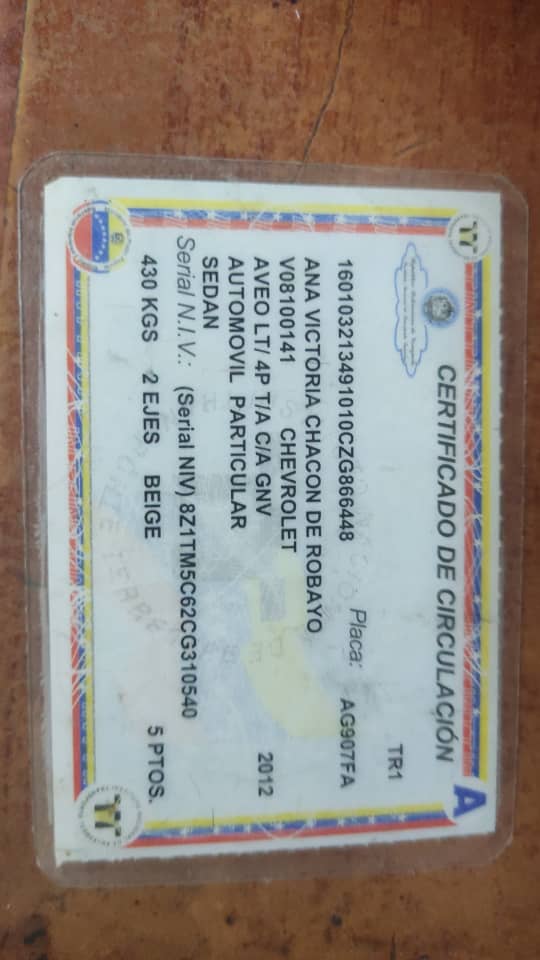 CERTIFICADO DE CIRCULACIÓN
A
TR1
160103213491010CZG866448 Placa: AG907FA
ANA VICTORIA CHACON DE ROBAYO
V08100141 CHEVROLET
AVEO LT/ 4P T/A C/A GNV 2012
AUTOMOVIL PARTICULAR
SEDAN
Serial N.I.V.: (Serial NIV) 8Z1TM5C62CG310540
430 KGS 2 EJES BEIGE 5 PTOS.